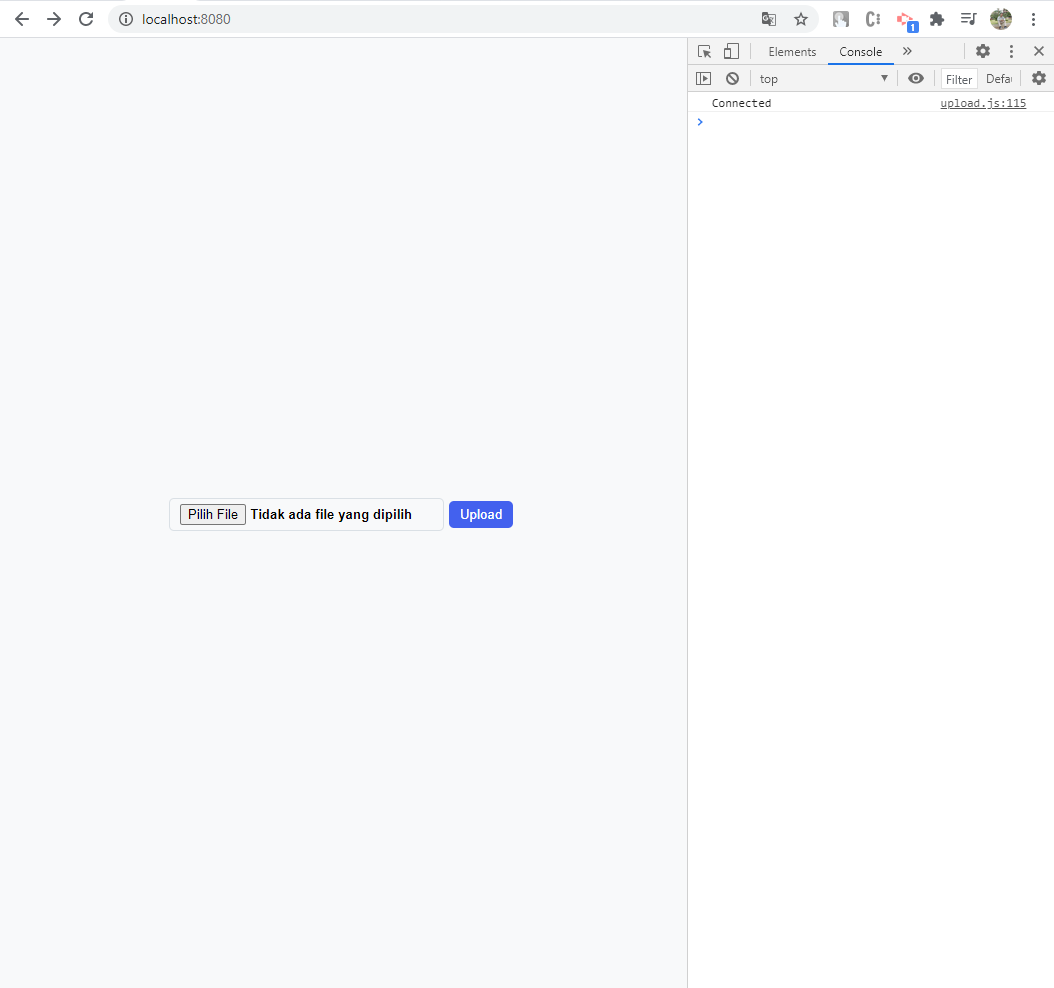 localhost:8080
1
Elements Console
top Filter Defau
Connected upload.js:115
Pilih File Tidak ada file yang dipilih Upload